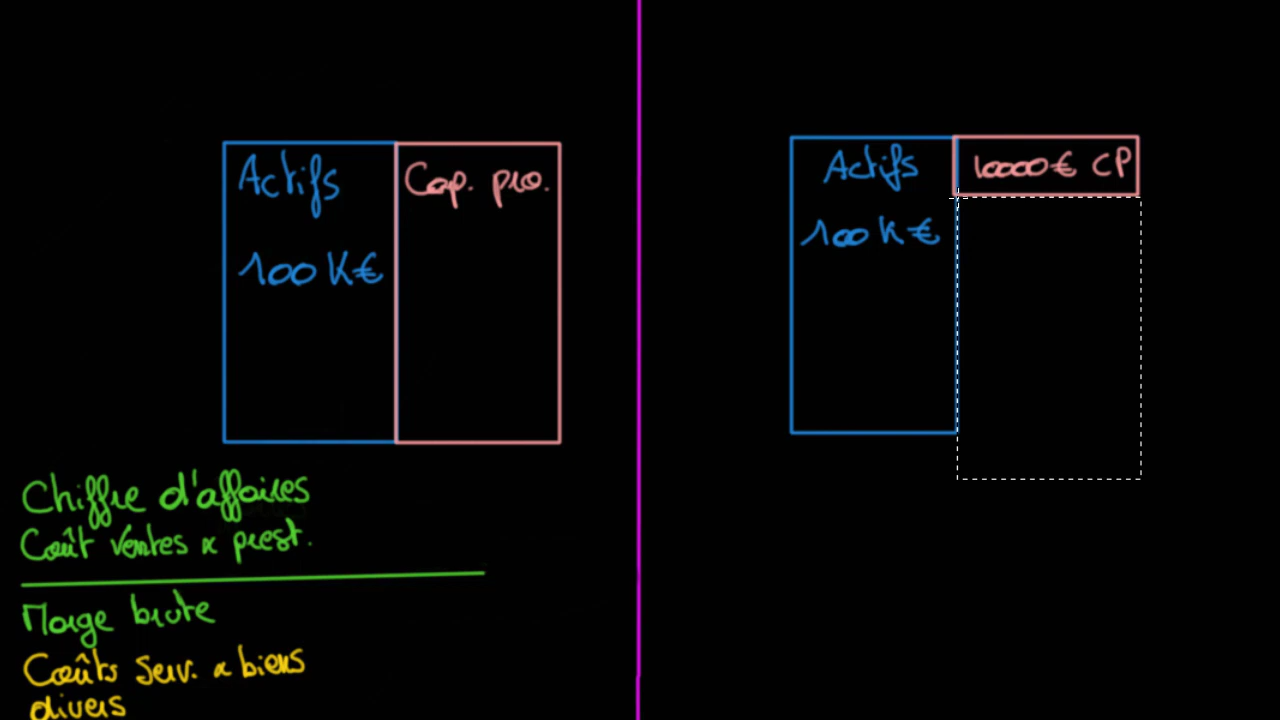 Actifs
Cap. pro.
100 K€
Chiffre d'affaires
Coût ventes & prest.
Marge brute
Coûts serv. & biens
divers
Actifs
10000€ CP
100 K€